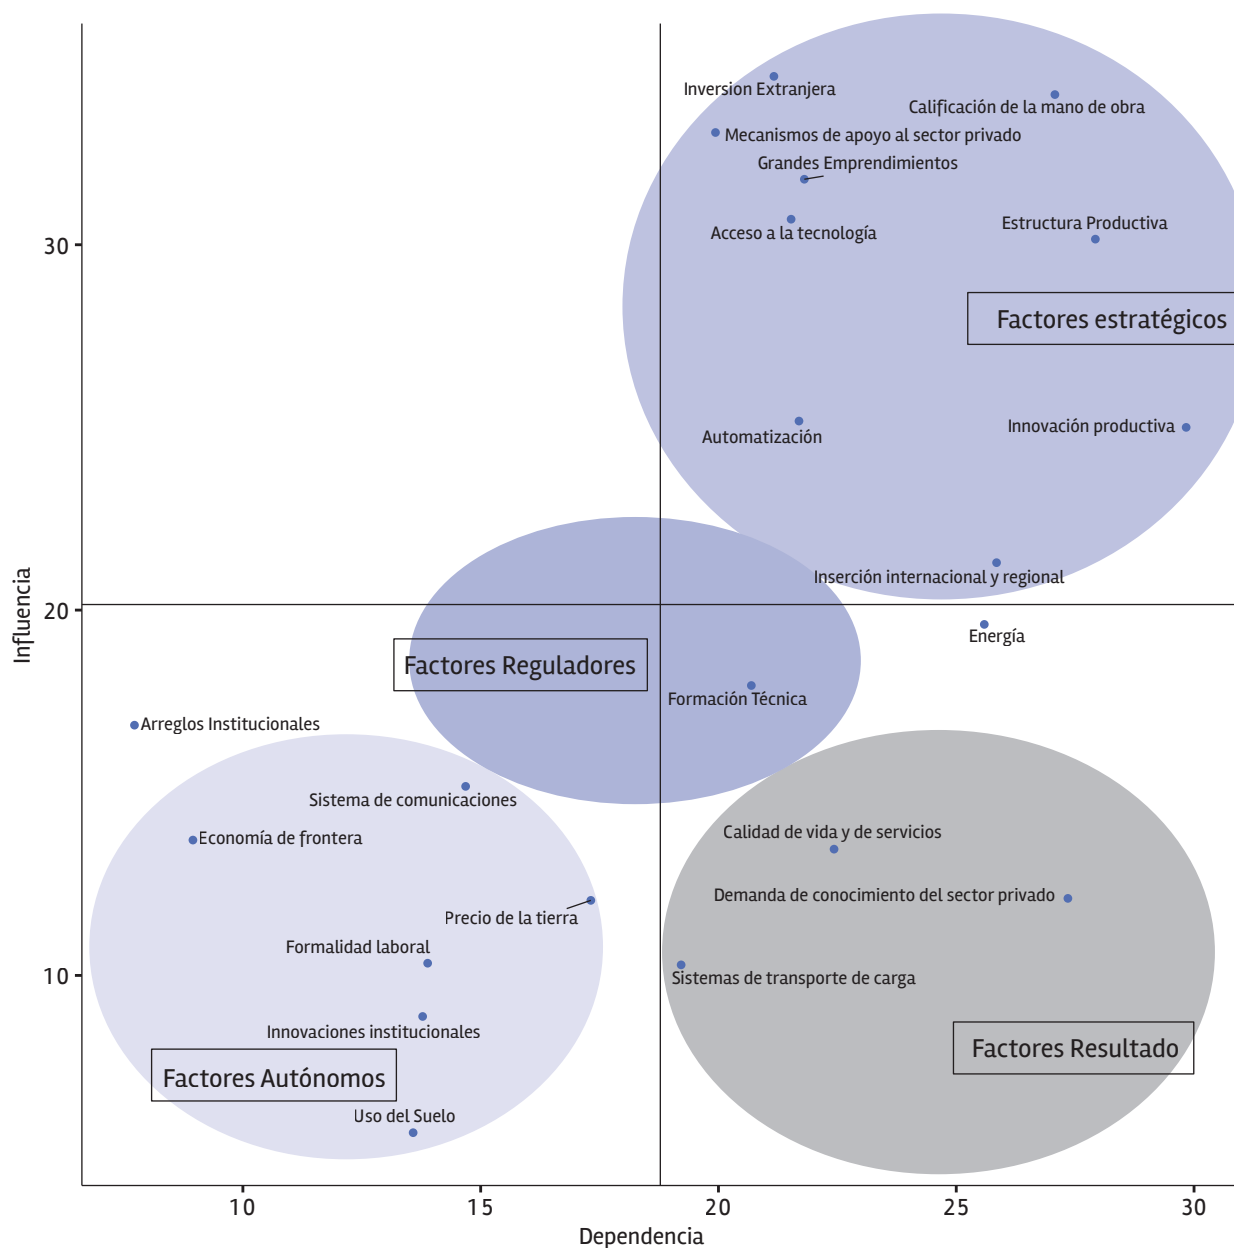 Inversion Extranjera
Calificación de la mano de obra
Mecanismos de apoyo al sector privado
Grandes Emprendimientos
Acceso a la tecnología
Estructura Productiva
30
Factores estratégicos
Automatización
Innovación productiva
Inserción internacional y regional
20
Influencia
Energía
Factores Reguladores
Formación Técnica
Arreglos Institucionales
Sistema de comunicaciones
Economía de frontera
Calidad de vida y de servicios
Demanda de conocimiento del sector privado
Precio de la tierra
Formalidad laboral
10
Sistemas de transporte de carga
Innovaciones institucionales
Factores Resultado
Factores Autónomos
Uso del Suelo
10
15
20
25
30
Dependencia